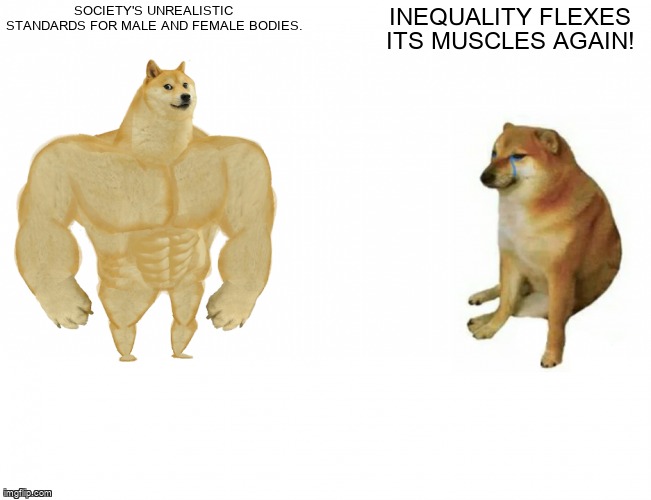 SOCIETY'S UNREALISTIC
STANDARDS FOR MALE AND FEMALE BODIES.
INEQUALITY FLEXES
ITS MUSCLES AGAIN!
imgflip.com